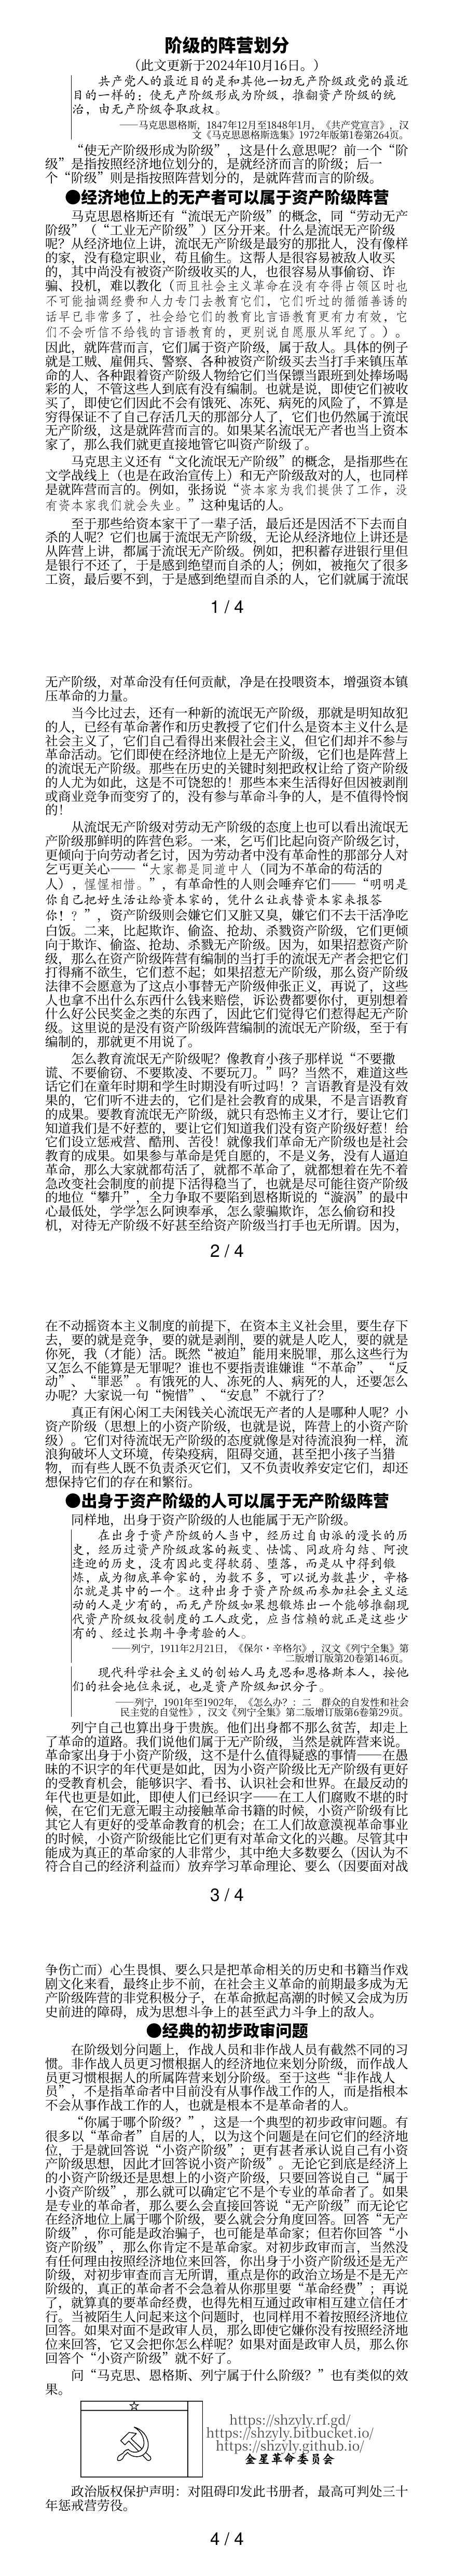 阶级的阵营划分
（此文更新于2024年10月16日。）
共产党人的最近目的是和其他一切无产阶级政党的最近
目的一样的：使无产阶级形成为阶级，推翻资产阶级的统
治，由无产阶级夺取政权。
——马克思恩格斯，1847年12月至1848年1月，《共产党宣言》，汉
文《马克思恩格斯选集》1972年版第1卷第264页。
“使无产阶级形成为阶级”，这是什么意思呢？前一个“阶
级”是指按照经济地位划分的，是就经济而言的阶级；后一
个“阶级”则是指按照阵营划分的，是就阵营而言的阶级。
●经济地位上的无产者可以属于资产阶级阵营
马克思恩格斯还有“流氓无产阶级”的概念，同“劳动无产
阶级”（“工业无产阶级”）区分开来。什么是流氓无产阶级
呢？从经济地位上讲，流氓无产阶级是最穷的那批人，没有像样
的家，没有稳定职业，苟且偷生。这帮人是很容易被敌人收买
的，其中尚没有被资产阶级收买的人，也很容易从事偷窃、诈
骗、投机，难以教化（而且社会主义革命在没有夺得占领区时也
不可能抽调经费和人力专门去教育它们，它们听过的循循善诱的
话早已非常多了，社会给它们的教育比言语教育更有力有效，它
们不会听信不给钱的言语教育的，更别说自愿服从军纪了。）。
因此，就阵营而言，它们属于资产阶级，属于敌人。具体的例子
就是工贼、雇佣兵、警察、各种被资产阶级买去当打手来镇压革
命的人、各种跟着资产阶级人物给它们当保镖当跟班到处捧场喝
彩的人，不管这些人到底有没有编制。也就是说，即使它们被收
买了，即使它们因此不会有饿死、冻死、病死的风险了，不算是
穷得保证不了自己存活几天的那部分人了，它们也仍然属于流氓
无产阶级，这是就阵营而言的。如果某名流氓无产者也当上资本
家了，那么我们就更直接地管它叫资产阶级了。
马克思主义还有“文化流氓无产阶级”的概念，是指那些在
文学战线上（也是在政治宣传上）和无产阶级敌对的人，也同样
是就阵营而言的。例如，张扬说“资本家为我们提供了工作，没
有资本家我们就会失业。”这种鬼话的人。
至于那些给资本家干了一辈子活，最后还是因活不下去而自
杀的人呢？它们也属于流氓无产阶级，无论从经济地位上讲还是
从阵营上讲，都属于流氓无产阶级。例如，把积蓄存进银行里但
是银行不还了，于是感到绝望而自杀的人；例如，被拖欠了很多
工资，最后要不到，于是感到绝望而自杀的人，它们就属于流氓
1 / 4
无产阶级，对革命没有任何贡献，净是在投喂资本，增强资本镇
压革命的力量。
当今比过去，还有一种新的流氓无产阶级，那就是明知故犯
的人，已经有革命著作和历史教授了它们什么是资本主义什么是
社会主义了，它们自己看得出来假社会主义，但它们却并不参与
革命活动。它们即使在经济地位上是无产阶级，它们也是阵营上
的流氓无产阶级。那些在历史的关键时刻把政权让给了资产阶级
的人尤为如此，这是不可饶恕的！那些本来生活得好但因被剥削
或商业竞争而变穷了的，没有参与革命斗争的人，是不值得怜悯
的！
从流氓无产阶级对劳动无产阶级的态度上也可以看出流氓无
产阶级那鲜明的阵营色彩。一来，乞丐们比起向资产阶级乞讨，
更倾向于向劳动者乞讨，因为劳动者中没有革命性的那部分人对
乞丐更关心——“大家都是同道中人（同为不革命的苟活的
人），惺惺相惜。”，有革命性的人则会唾弃它们——“明明是
你自己把好生活让给资本家的，凭什么让我替资本家来报答
你！？”，资产阶级则会嫌它们又脏又臭，嫌它们不去干活净吃
白饭。二来，比起欺诈、偷盗、抢劫、杀戮资产阶级，它们更倾
向于欺诈、偷盗、抢劫、杀戮无产阶级。因为，如果招惹资产阶
级，那么在资产阶级阵营有编制的当打手的流氓无产者会把它们
打得痛不欲生，它们惹不起；如果招惹无产阶级，那么资产阶级
法律不会愿意为了这点小事替无产阶级伸张正义，再说了，这些
人也拿不出什么东西什么钱来赔偿，诉讼费都要你付，更别想着
什么好公民奖金之类的东西了，因此它们觉得它们惹得起无产阶
级。这里说的是没有资产阶级阵营编制的流氓无产阶级，至于有
编制的，那就更不用说了。
怎么教育流氓无产阶级呢？像教育小孩子那样说“不要撒
谎、不要偷窃、不要欺凌、不要玩刀。”吗？当然不，难道这些
话它们在童年时期和学生时期没有听过吗！？言语教育是没有效
果的，它们听不进去的，它们是社会教育的成果，不是言语教育
的成果。要教育流氓无产阶级，就只有恐怖主义才行，要让它们
知道我们是不好惹的，要让它们知道我们没有资产阶级好惹！给
它们设立惩戒营、酷刑、苦役！就像我们革命无产阶级也是社会
教育的成果。如果参与革命是凭自愿的，不是义务，没有人逼迫
革命，那么大家就都苟活了，就都不革命了，就都想着在先不着
急改变社会制度的前提下活得稳当了，也就是尽可能往资产阶级
的地位“攀升”，全力争取不要陷到恩格斯说的“漩涡”的最中
心最低处，学学怎么阿谀奉承，怎么蒙骗欺诈，怎么偷窃和投
机，对待无产阶级不好甚至给资产阶级当打手也无所谓。因为，
2 / 4
在不动摇资本主义制度的前提下，在资本主义社会里，要生存下
去，要的就是竞争，要的就是剥削，要的就是人吃人，要的就是
你死，我（才能）活。既然“被迫”能用来脱罪，那么这些行为
又怎么不能算是无罪呢？谁也不要指责谁嫌谁“不革命”、“反
动”、“罪恶”。有饿死的人、冻死的人、病死的人，还要怎么
办呢？大家说一句“惋惜”、“安息”不就行了？
真正有闲心闲工夫闲钱关心流氓无产者的人是哪种人呢？小
资产阶级（思想上的小资产阶级，也就是说，阵营上的小资产阶
级）。它们对待流氓无产阶级的态度就像是对待流浪狗一样，流
浪狗破坏人文环境，传染疫病，阻碍交通，甚至把小孩子当猎
物，而有些人既不负责杀灭它们，又不负责收养安定它们，却还
想保持它们的存在和繁衍。
●出身于资产阶级的人可以属于无产阶级阵营
同样地，出身于资产阶级的人也能属于无产阶级。
在出身于资产阶级的人当中，经历过自由派的漫长的历
史，经历过资产阶级政客的叛变、怯懦、同政府勾结、阿谀
逢迎的历史，没有因此变得软弱、堕落，而是从中得到锻
炼，成为彻底革命家的，为数不多，可以说为数甚少，辛格
尔就是其中的一个。这种出身于资产阶级而参加社会主义运
动的人是少有的，而无产阶级如果想锻炼出一个能够推翻现
代资产阶级奴役制度的工人政党，应当信赖的就正是这些少
有的、经过长期斗争考验的人。
——列宁，1911年2月21日，《保尔·辛格尔》，汉文《列宁全集》第
二版增订版第20卷第146页。
现代科学社会主义的创始人马克思和恩格斯本人，按他
们的社会地位来说，也是资产阶级知识分子。
——列宁，1901年至1902年，《怎么办？：二　群众的自发性和社会
民主党的自觉性》，汉文《列宁全集》第二版增订版第6卷第29页。
列宁自己也算出身于贵族。他们出身都不那么贫苦，却走上
了革命的道路。我们说他们属于无产阶级，当然是就阵营来说。
革命家出身于小资产阶级，这不是什么值得疑惑的事情——在愚
昧的不识字的年代更是如此，因为小资产阶级比无产阶级有更好
的受教育机会，能够识字、看书、认识社会和世界。在最反动的
年代也更是如此，即使人们已经识字——在工人们腐败不堪的时
候，在它们无意无暇主动接触革命书籍的时候，小资产阶级有比
其它人有更好的受革命教育的机会；在工人们故意漠视革命事业
的时候，小资产阶级能比它们更有对革命文化的兴趣。尽管其中
能成为真正的革命家的人非常少，其中绝大多数要么（因认为不
符合自己的经济利益而）放弃学习革命理论、要么（因要面对战
3 / 4
争伤亡而）心生畏惧、要么只是把革命相关的历史和书籍当作戏
剧文化来看，最终止步不前，在社会主义革命的前期最多成为无
产阶级阵营的非党积极分子，在革命掀起高潮的时候又会成为历
史前进的障碍，成为思想斗争上的甚至武力斗争上的敌人。
●经典的初步政审问题
在阶级划分问题上，作战人员和非作战人员有截然不同的习
惯。非作战人员更习惯根据人的经济地位来划分阶级，而作战人
员更习惯根据人的所属阵营来划分阶级。至于这些“非作战人
员”，不是指革命者中目前没有从事作战工作的人，而是指根本
不会从事作战工作的人，也就是根本不是革命者的人。
“你属于哪个阶级？”，这是一个典型的初步政审问题。有
很多以“革命者”自居的人，以为这个问题是在问它们的经济地
位，于是就回答说“小资产阶级”；更有甚者承认说自己有小资
产阶级思想，因此才回答说小资产阶级”。无论它到底是经济上
的小资产阶级还是思想上的小资产阶级，只要回答说自己“属于
小资产阶级”，那么就可以确定它不是个专业的革命者了。如果
是专业的革命者，那么要么会直接回答说“无产阶级”而无论它
在经济地位上属于哪个阶级，要么就会分角度回答。回答“无产
阶级”，你可能是政治骗子，也可能是革命家；但若你回答“小
资产阶级”，那么你肯定不是革命家。对初步政审而言，当然没
有任何理由按照经济地位来回答，你出身于小资产阶级还是无产
阶级，对初步审查而言无所谓，重点是你的政治立场是不是无产
阶级的，真正的革命者不会急着从你那里要“革命经费”；再说
了，就算真的要革命经费，也得先相互通过政审相互建立信任才
行。当被陌生人问起来这个问题时，也同样用不着按照经济地位
回答。如果对面不是政审人员，那么即使它嫌你没有按照经济地
位来回答，它又会把你怎么样呢？如果对面是政审人员，那么你
回答个“小资产阶级”就不好了。
问“马克思、恩格斯、列宁属于什么阶级？”也有类似的效
果。
https://shzyly.rf.gd/
https://shzyly.bitbucket.io/
https://shzyly.github.io/
金星革命委员会
政治版权保护声明：对阻碍印发此书册者，最高可判处三十
年惩戒营劳役。
4 / 4